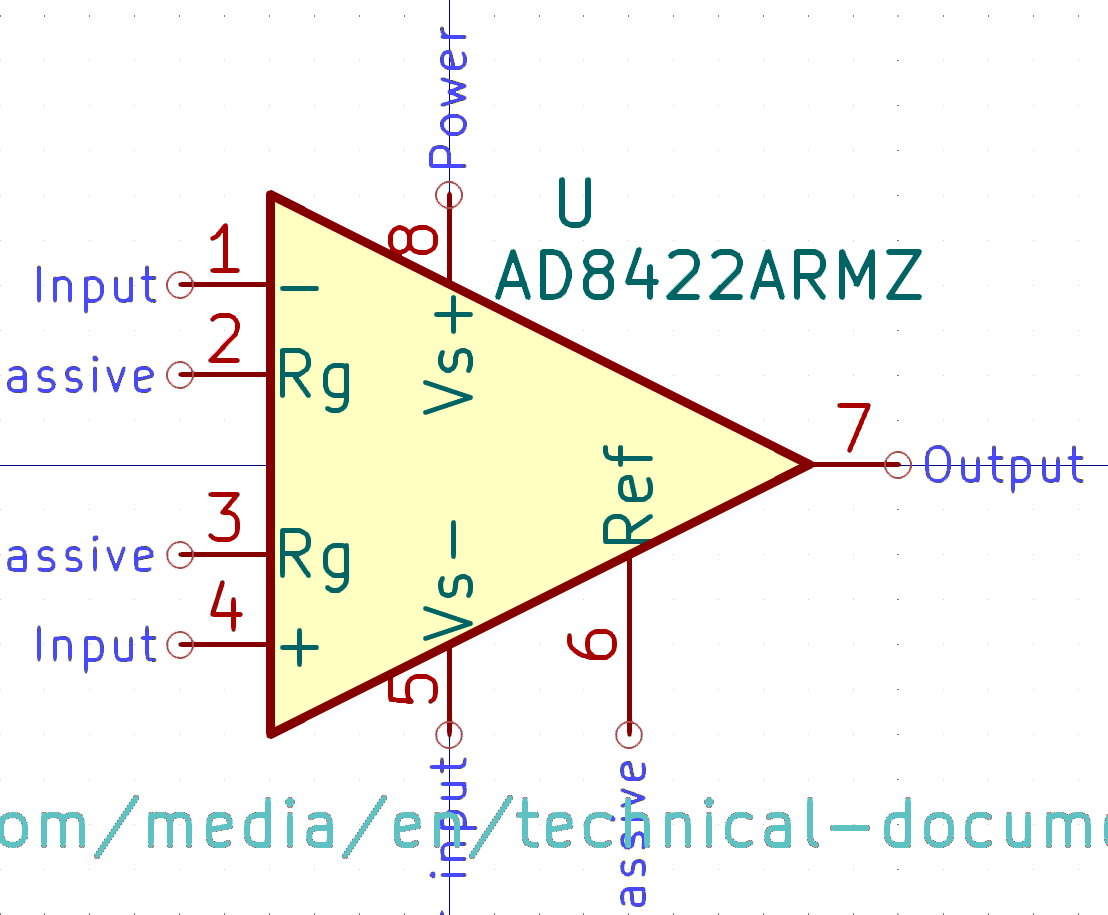 Power
U
8
AD8422ARMZ
1
Input
−
Vs+
2
assive
Rg
7
Output
Ref
3
assive
Rg
Vs−
4
Input
+
6
5
input
assive
om/media/en/technical−docume